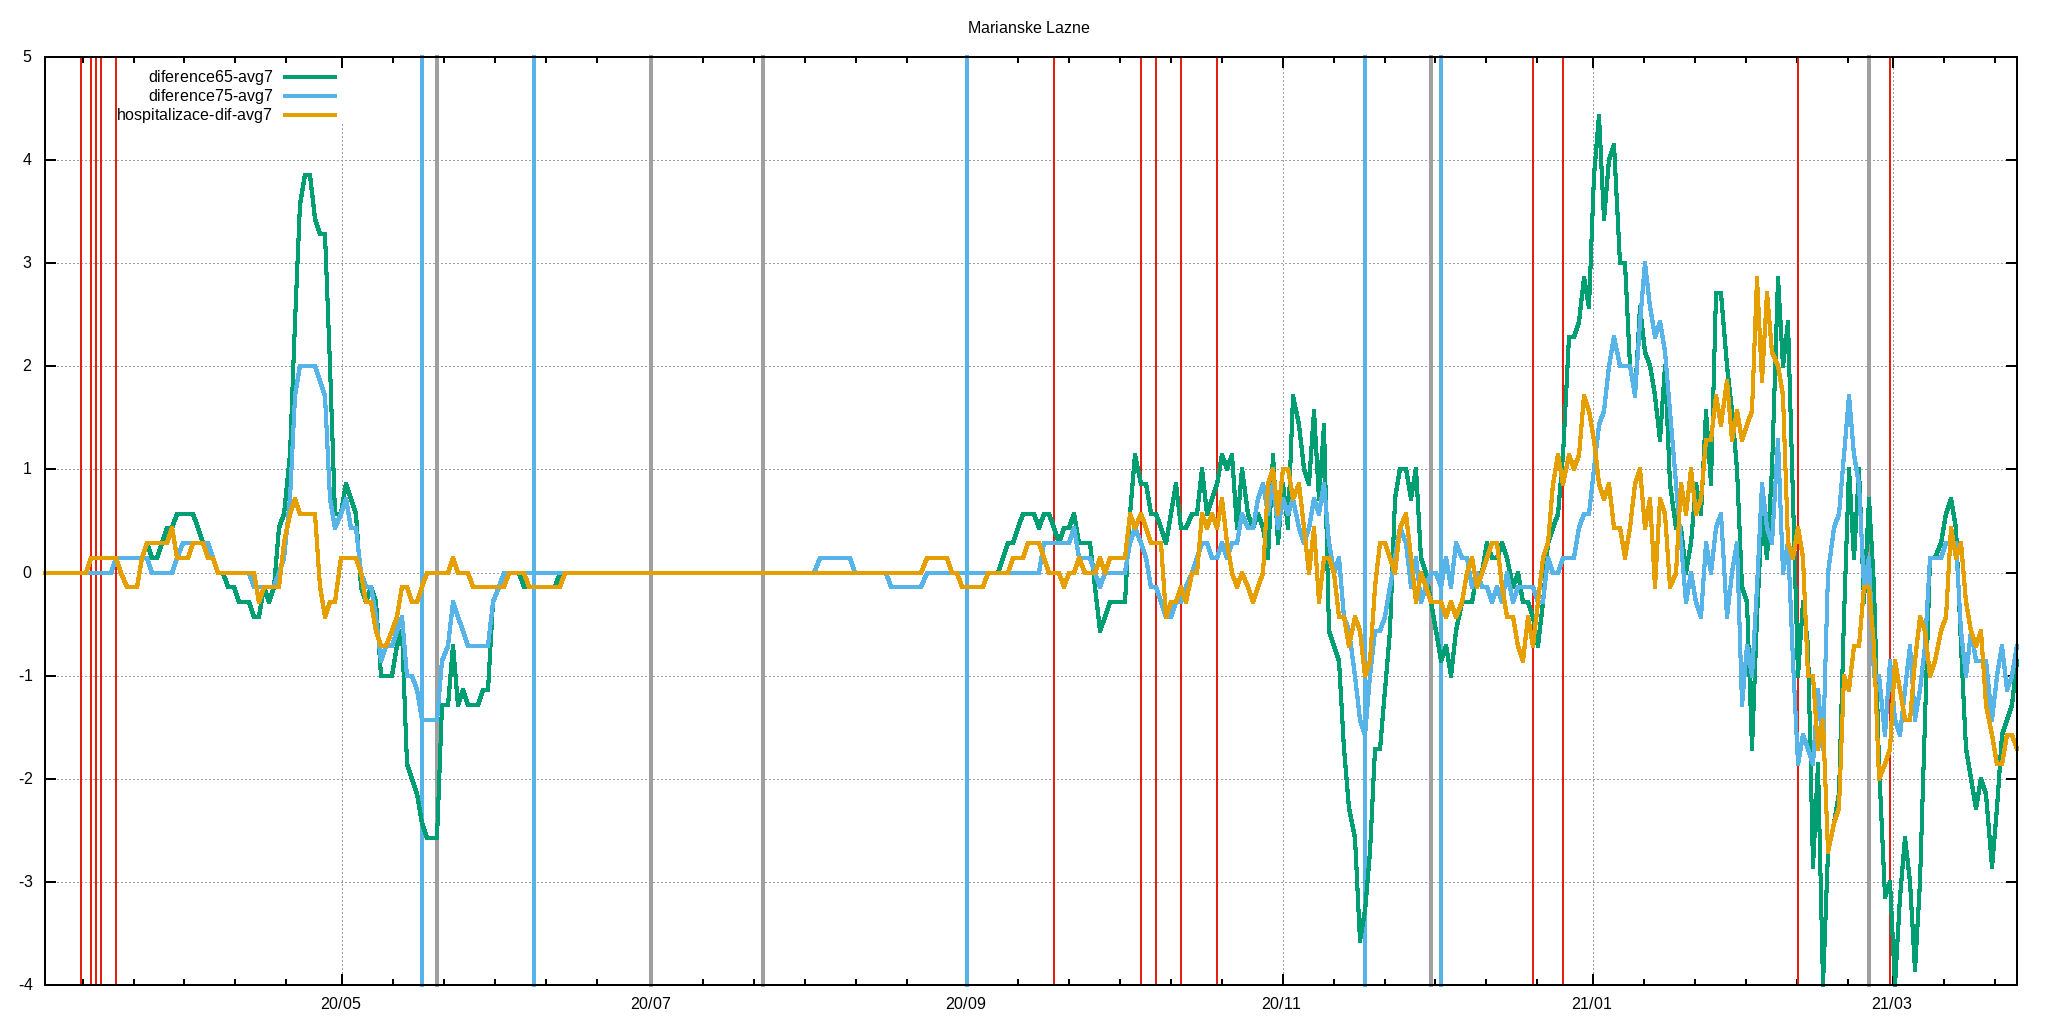 Marianske Lazne
5
diference65-avg7
diference75-avg7
hospitalizace-dif-avg7
4
3
2
1
0
-1
-2
-3
-4
20/05 20/07 20/09 20/11 21/01 21/03